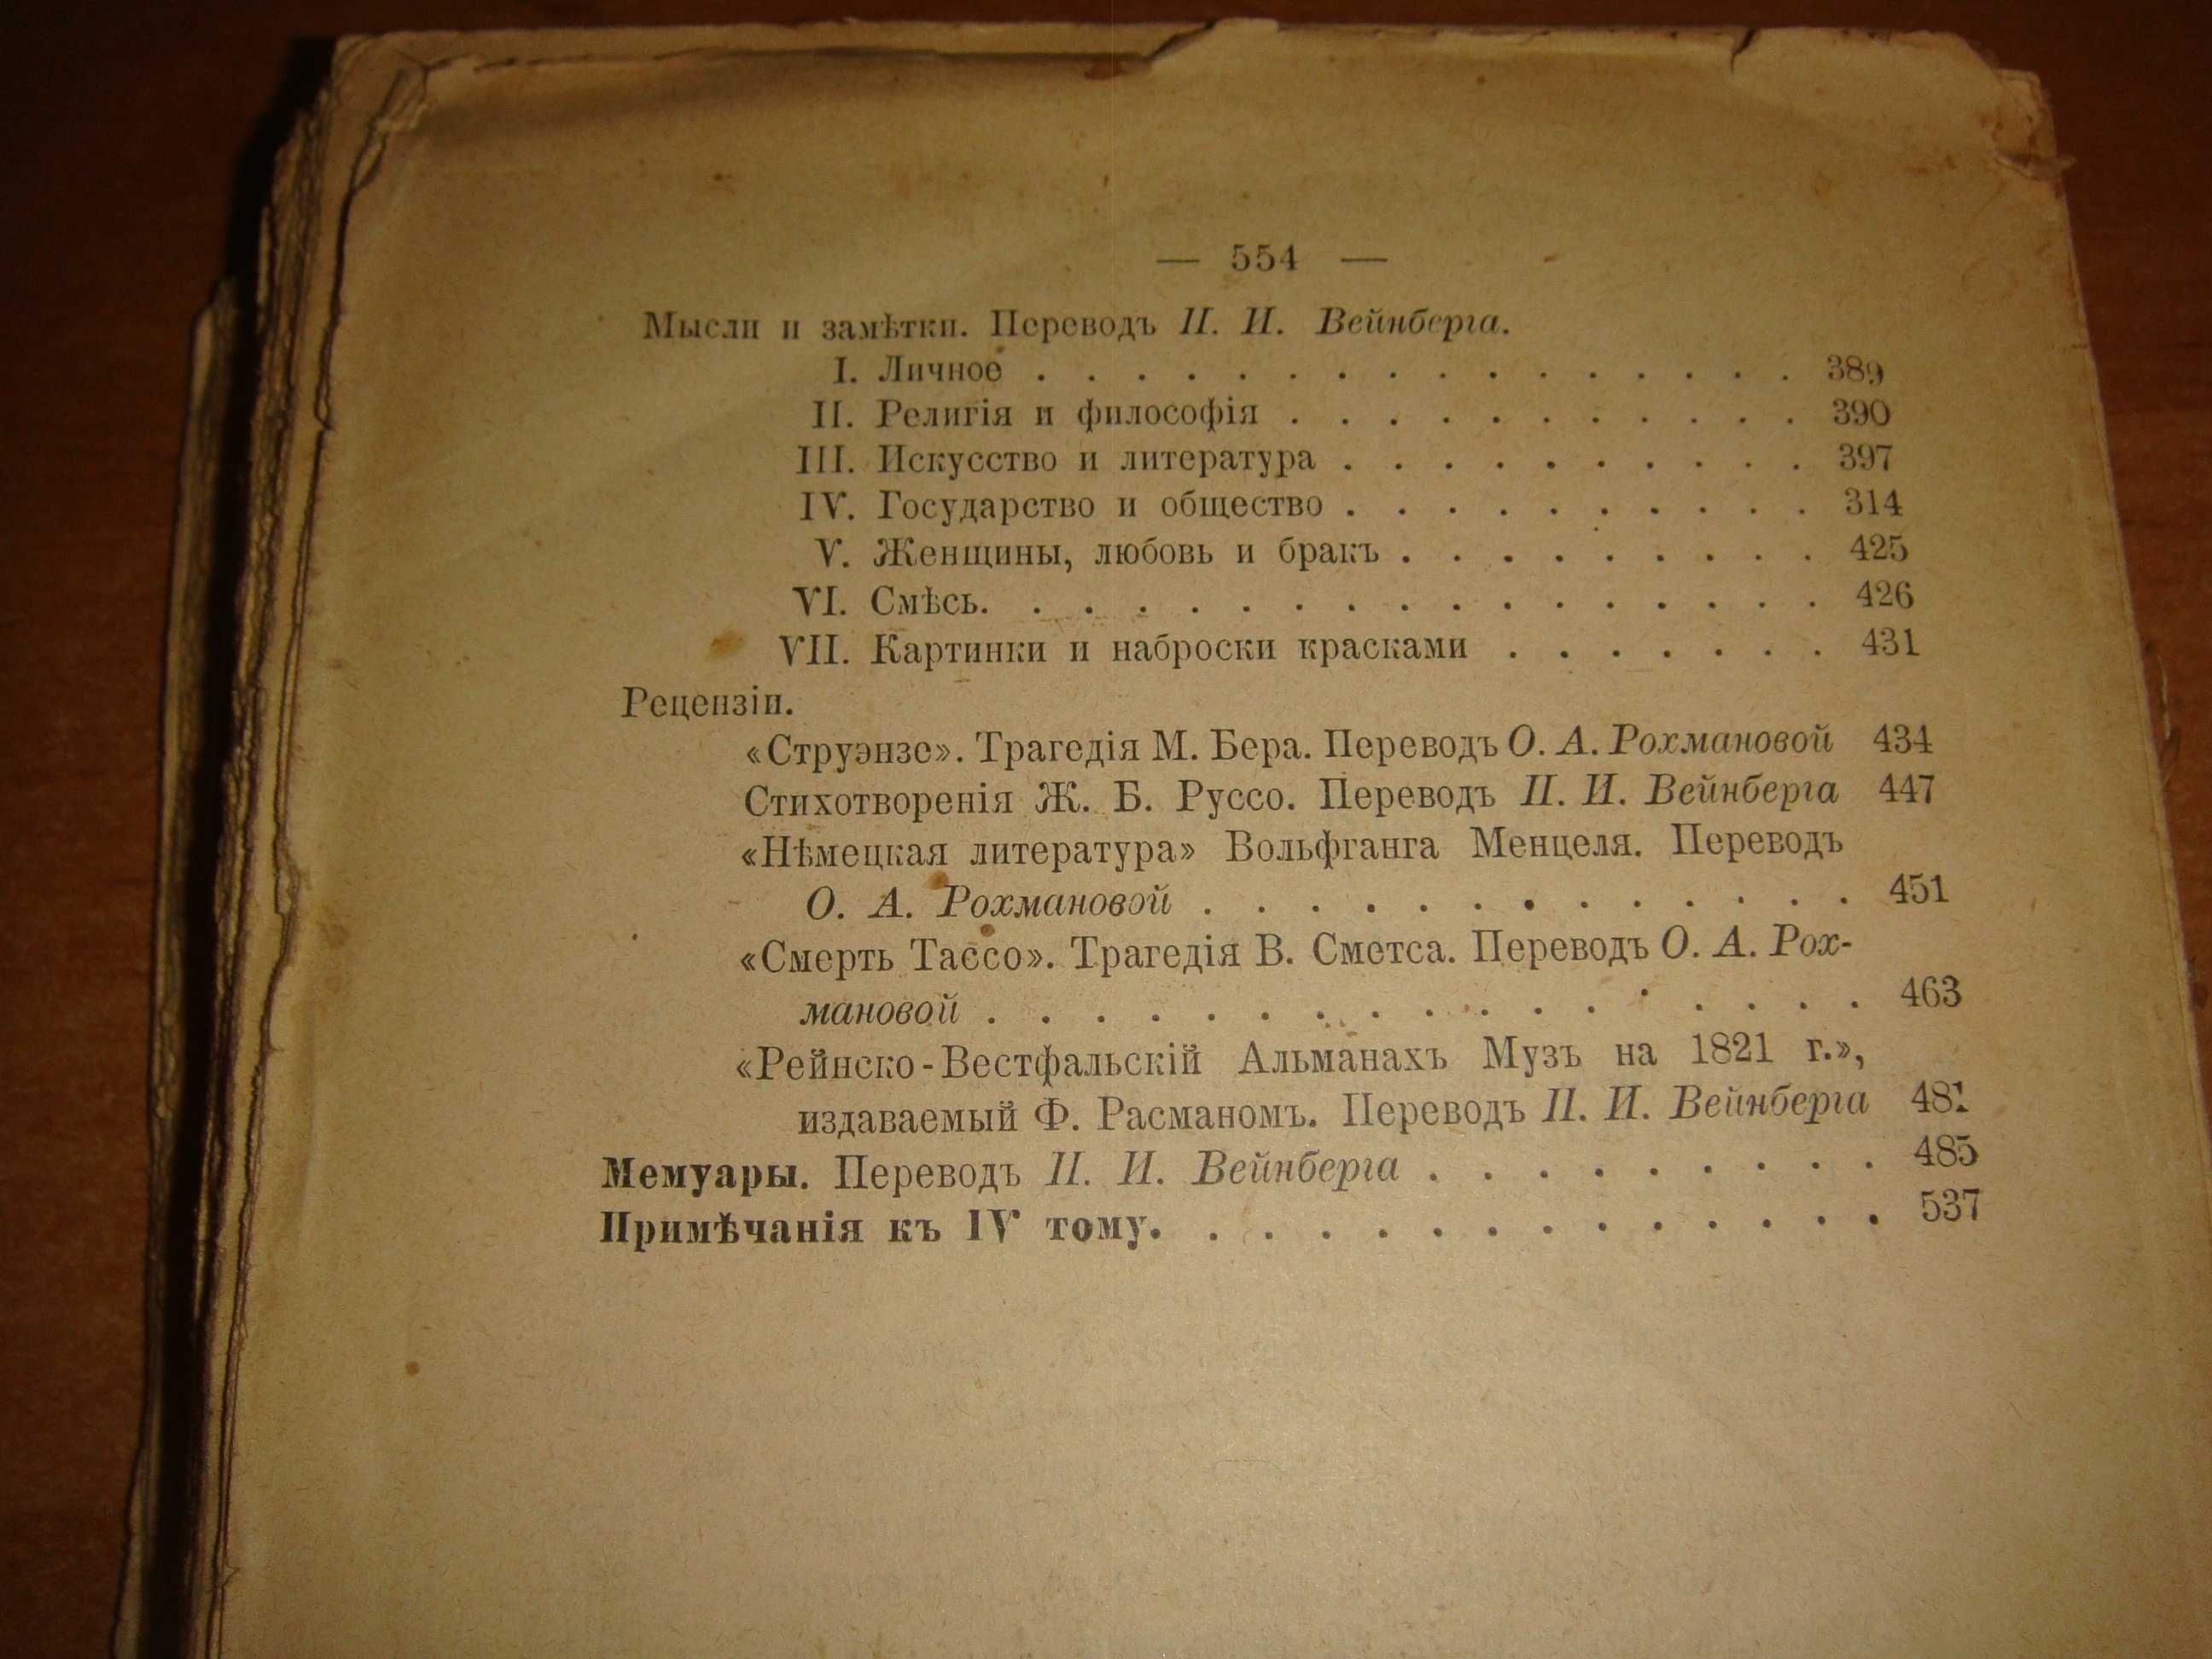 — 554 —
Мысли и замѣтки. Переводъ П. И. Вейнберга.
I. Личное . . . . . . . . . . . . . . . . 389
II. Религія и философія . . . . . . . . . . . 390
III. Искусство и литература . . . . . . . . . . 397
IV. Государство и общество . . . . . . . . . . 314
V. Женщины, любовь и бракъ . . . . . . . . . 425
VI. Смѣсь. . . . . . . . . . . . . . . . . . 426
VII. Картинки и наброски красками . . . . . . . 431
Рецензіи.
«Струэнзе». Трагедія М. Бера. Переводъ О. А. Рохмановой 434
Стихотворенія Ж. Б. Руссо. Переводъ П. И. Вейнберга 447
«Нѣмецкая литература» Вольфганга Менцеля. Переводъ
О. А. Рохмановой . . . . . . . . . . . . . 451
«Смерть Тассо». Трагедія В. Сметса. Переводъ О. А. Рох-
мановой . . . . . . . . . . . . . . . . . 463
«Рейнско-Вестфальскій Альманахъ Музъ на 1821 г.»,
издаваемый Ф. Расманомъ. Переводъ П. И. Вейнберга
Мемуары. Переводъ П. И. Вейнберга . . . . . . . . . 485
Примѣчанія къ IV тому. . . . . . . . . . . . . . 537